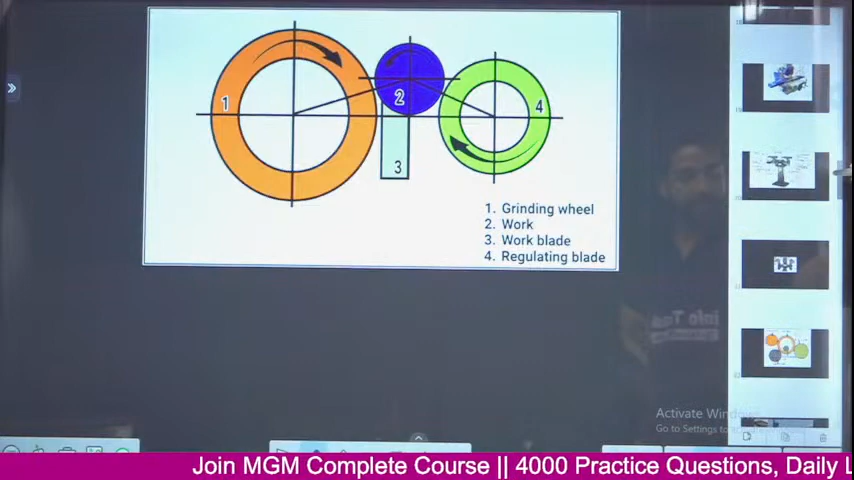 1
2
4
3
1. Grinding wheel
2. Work
3. Work blade
4. Regulating blade
Activate Windows
Go to Settings to
Join MGM Complete Course || 4000 Practice Questions, Daily L